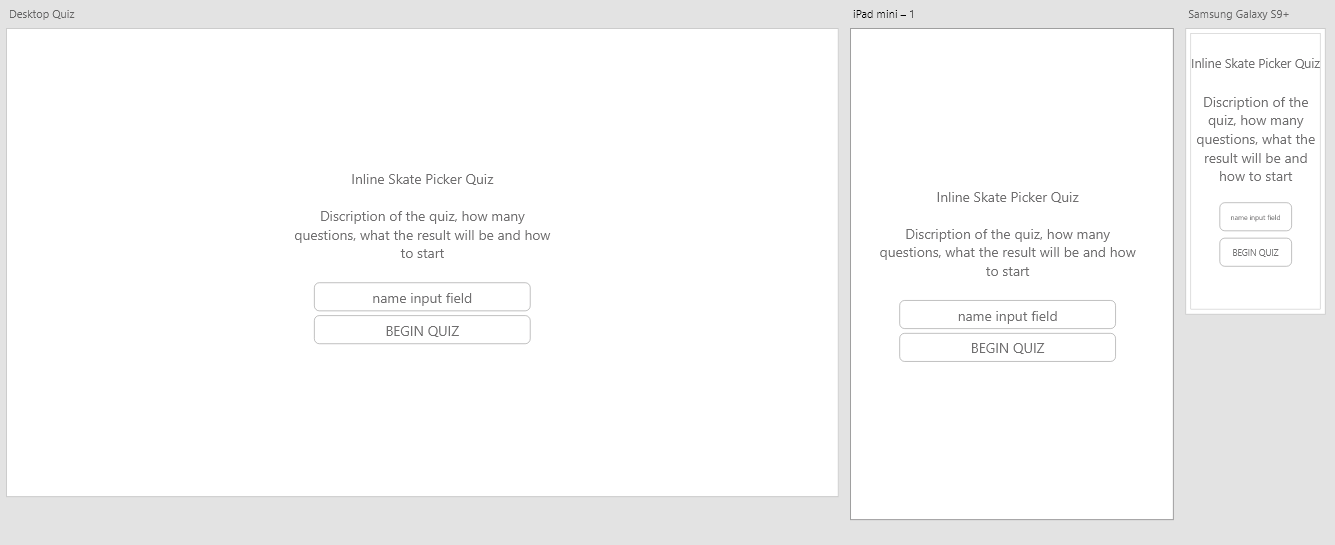 Desktop Quiz
Inline Skate Picker Quiz
Discription of the quiz, how many
questions, what the result will be and how
to start
name input field
BEGIN QUIZ
iPad mini – 1
Inline Skate Picker Quiz
Discription of the quiz, how many
questions, what the result will be and how
to start
name input field
BEGIN QUIZ
Samsung Galaxy S9+
Inline Skate Picker Quiz
Discription of the
quiz, how many
questions, what the
result will be and
how to start
name input field
BEGIN QUIZ